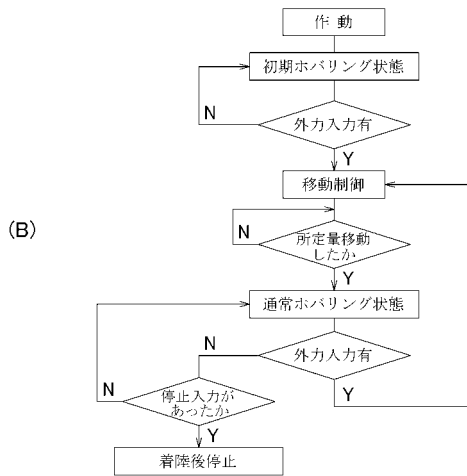 作 動
初期ホバリング状態
N
外力入力有
Y
移動制御
(B)
N
所定量移動
したか
Y
通常ホバリング状態
N
外力入力有
N
停止入力が
あったか
Y
Y
着陸後停止